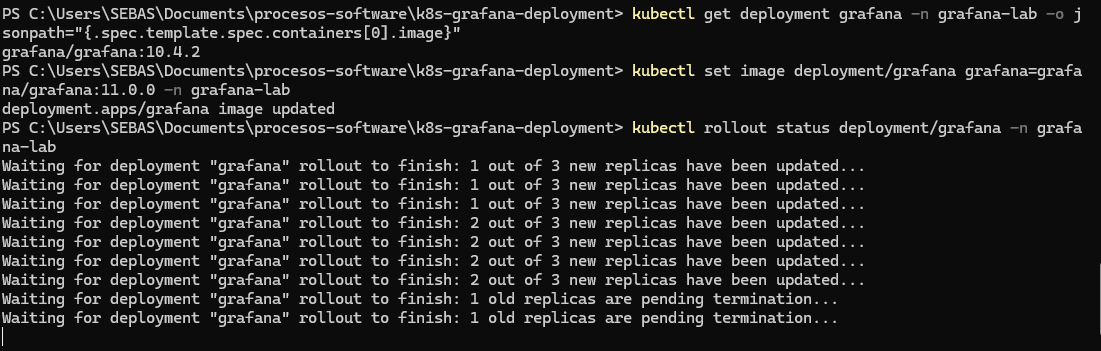 PS C:\Users\SEBAS\Documents\procesos-software\k8s-grafana-deployment> kubectl get deployment grafana -n grafana-lab -o j
sonpath="{.spec.template.spec.containers[0].image}"
grafana/grafana:10.4.2
PS C:\Users\SEBAS\Documents\procesos-software\k8s-grafana-deployment> kubectl set image deployment/grafana grafana=grafa
na/grafana:11.0.0 -n grafana-lab
deployment.apps/grafana image updated
PS C:\Users\SEBAS\Documents\procesos-software\k8s-grafana-deployment> kubectl rollout status deployment/grafana -n grafa
na-lab
Waiting for deployment "grafana" rollout to finish: 1 out of 3 new replicas have been updated...
Waiting for deployment "grafana" rollout to finish: 1 out of 3 new replicas have been updated...
Waiting for deployment "grafana" rollout to finish: 1 out of 3 new replicas have been updated...
Waiting for deployment "grafana" rollout to finish: 2 out of 3 new replicas have been updated...
Waiting for deployment "grafana" rollout to finish: 2 out of 3 new replicas have been updated...
Waiting for deployment "grafana" rollout to finish: 2 out of 3 new replicas have been updated...
Waiting for deployment "grafana" rollout to finish: 2 out of 3 new replicas have been updated...
Waiting for deployment "grafana" rollout to finish: 1 old replicas are pending termination...
Waiting for deployment "grafana" rollout to finish: 1 old replicas are pending termination...